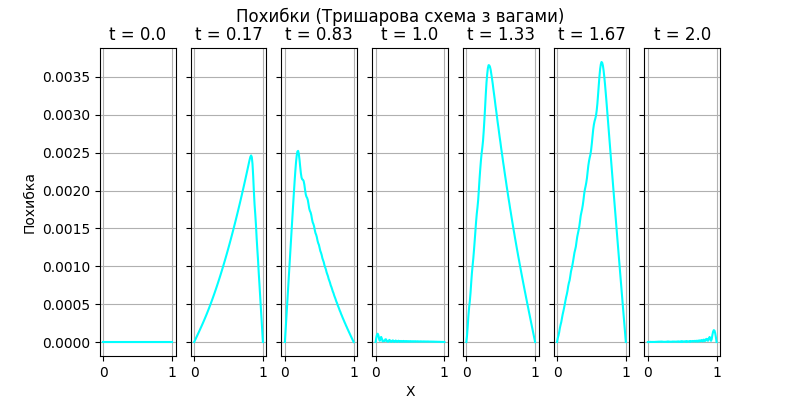 Похибки (Тришарова схема з вагами)
t = 0.0 t = 0.17 t = 0.83 t = 1.0 t = 1.33 t = 1.67 t = 2.0
0.0035
0.0030
0.0025
0.0020
0.0015
0.0010
0.0005
0.0000
Похибка
0 1 0 1 0 1 0 1 0 1 0 1 0 1
X